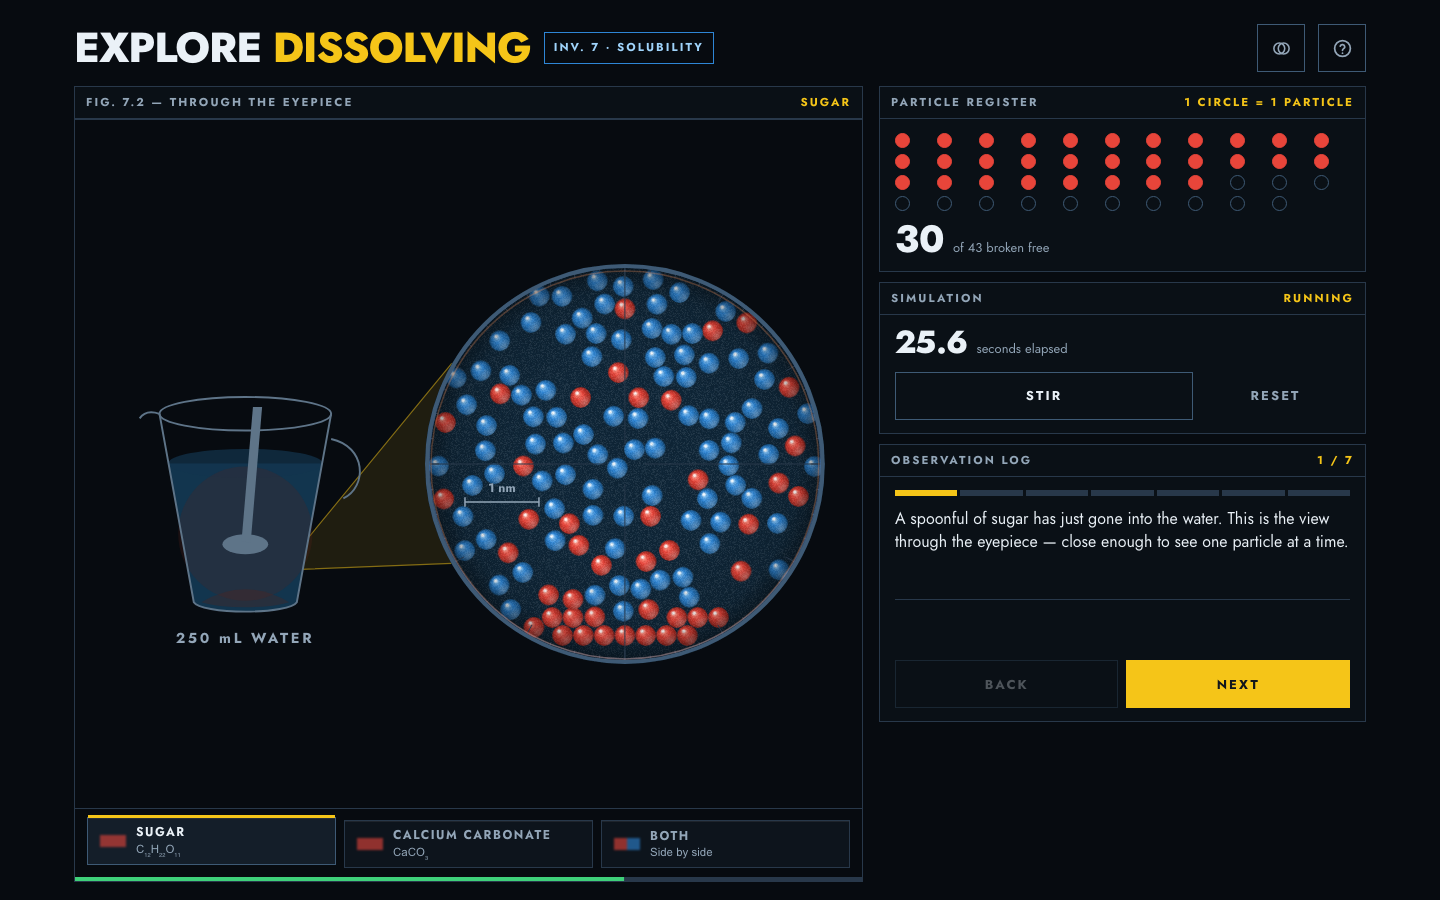 EXPLORE DISSOLVING
INV. 7 · SOLUBILITY
FIG. 7.2 — THROUGH THE EYEPIECE
SUGAR
1 nm
250 mL WATER
SUGAR
C₁₂H₂₂O₁₁
CALCIUM CARBONATE
CaCO₃
BOTH
Side by side
PARTICLE REGISTER
1 CIRCLE = 1 PARTICLE
30 of 43 broken free
SIMULATION
RUNNING
25.6 seconds elapsed
STIR
RESET
OBSERVATION LOG
1 / 7
A spoonful of sugar has just gone into the water. This is the view
through the eyepiece — close enough to see one particle at a time.
BACK
NEXT